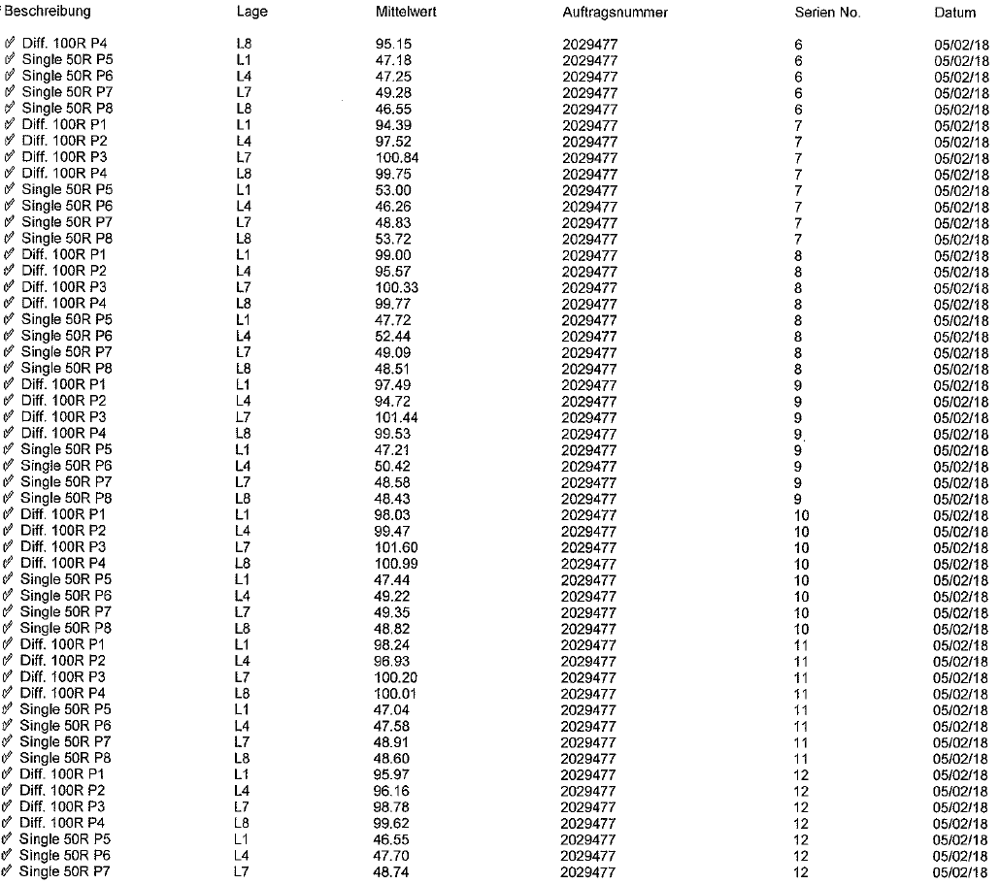 Beschreibung Lage Mittelwert Auftragsnummer Serien No. Datum
✓ Diff. 100R P4 L8 95.15 2029477 6 05/02/18
✓ Single 50R P5 L1 47.18 2029477 6 05/02/18
✓ Single 50R P6 L4 47.25 2029477 6 05/02/18
✓ Single 50R P7 L7 49.28 2029477 6 05/02/18
✓ Single 50R P8 L8 46.55 2029477 6 05/02/18
✓ Diff. 100R P1 L1 94.39 2029477 7 05/02/18
✓ Diff. 100R P2 L4 97.52 2029477 7 05/02/18
✓ Diff. 100R P3 L7 100.84 2029477 7 05/02/18
✓ Diff. 100R P4 L8 99.75 2029477 7 05/02/18
✓ Single 50R P5 L1 53.00 2029477 7 05/02/18
✓ Single 50R P6 L4 46.26 2029477 7 05/02/18
✓ Single 50R P7 L7 48.83 2029477 7 05/02/18
✓ Single 50R P8 L8 53.72 2029477 7 05/02/18
✓ Diff. 100R P1 L1 99.00 2029477 8 05/02/18
✓ Diff. 100R P2 L4 95.57 2029477 8 05/02/18
✓ Diff. 100R P3 L7 100.33 2029477 8 05/02/18
✓ Diff. 100R P4 L8 99.77 2029477 8 05/02/18
✓ Single 50R P5 L1 47.72 2029477 8 05/02/18
✓ Single 50R P6 L4 52.44 2029477 8 05/02/18
✓ Single 50R P7 L7 49.09 2029477 8 05/02/18
✓ Single 50R P8 L8 48.51 2029477 8 05/02/18
✓ Diff. 100R P1 L1 97.49 2029477 9 05/02/18
✓ Diff. 100R P2 L4 94.72 2029477 9 05/02/18
✓ Diff. 100R P3 L7 101.44 2029477 9 05/02/18
✓ Diff. 100R P4 L8 99.53 2029477 9 05/02/18
✓ Single 50R P5 L1 47.21 2029477 9 05/02/18
✓ Single 50R P6 L4 50.42 2029477 9 05/02/18
✓ Single 50R P7 L7 48.58 2029477 9 05/02/18
✓ Single 50R P8 L8 48.43 2029477 9 05/02/18
✓ Diff. 100R P1 L1 98.03 2029477 10 05/02/18
✓ Diff. 100R P2 L4 99.47 2029477 10 05/02/18
✓ Diff. 100R P3 L7 101.60 2029477 10 05/02/18
✓ Diff. 100R P4 L8 100.99 2029477 10 05/02/18
✓ Single 50R P5 L1 47.44 2029477 10 05/02/18
✓ Single 50R P6 L4 49.22 2029477 10 05/02/18
✓ Single 50R P7 L7 49.35 2029477 10 05/02/18
✓ Single 50R P8 L8 48.82 2029477 10 05/02/18
✓ Diff. 100R P1 L1 98.24 2029477 11 05/02/18
✓ Diff. 100R P2 L4 96.93 2029477 11 05/02/18
✓ Diff. 100R P3 L7 100.20 2029477 11 05/02/18
✓ Diff. 100R P4 L8 100.01 2029477 11 05/02/18
✓ Single 50R P5 L1 47.04 2029477 11 05/02/18
✓ Single 50R P6 L4 47.58 2029477 11 05/02/18
✓ Single 50R P7 L7 48.91 2029477 11 05/02/18
✓ Single 50R P8 L8 48.60 2029477 11 05/02/18
✓ Diff. 100R P1 L1 95.97 2029477 12 05/02/18
✓ Diff. 100R P2 L4 96.16 2029477 12 05/02/18
✓ Diff. 100R P3 L7 98.78 2029477 12 05/02/18
✓ Diff. 100R P4 L8 99.62 2029477 12 05/02/18
✓ Single 50R P5 L1 46.55 2029477 12 05/02/18
✓ Single 50R P6 L4 47.70 2029477 12 05/02/18
✓ Single 50R P7 L7 48.74 2029477 12 05/02/18